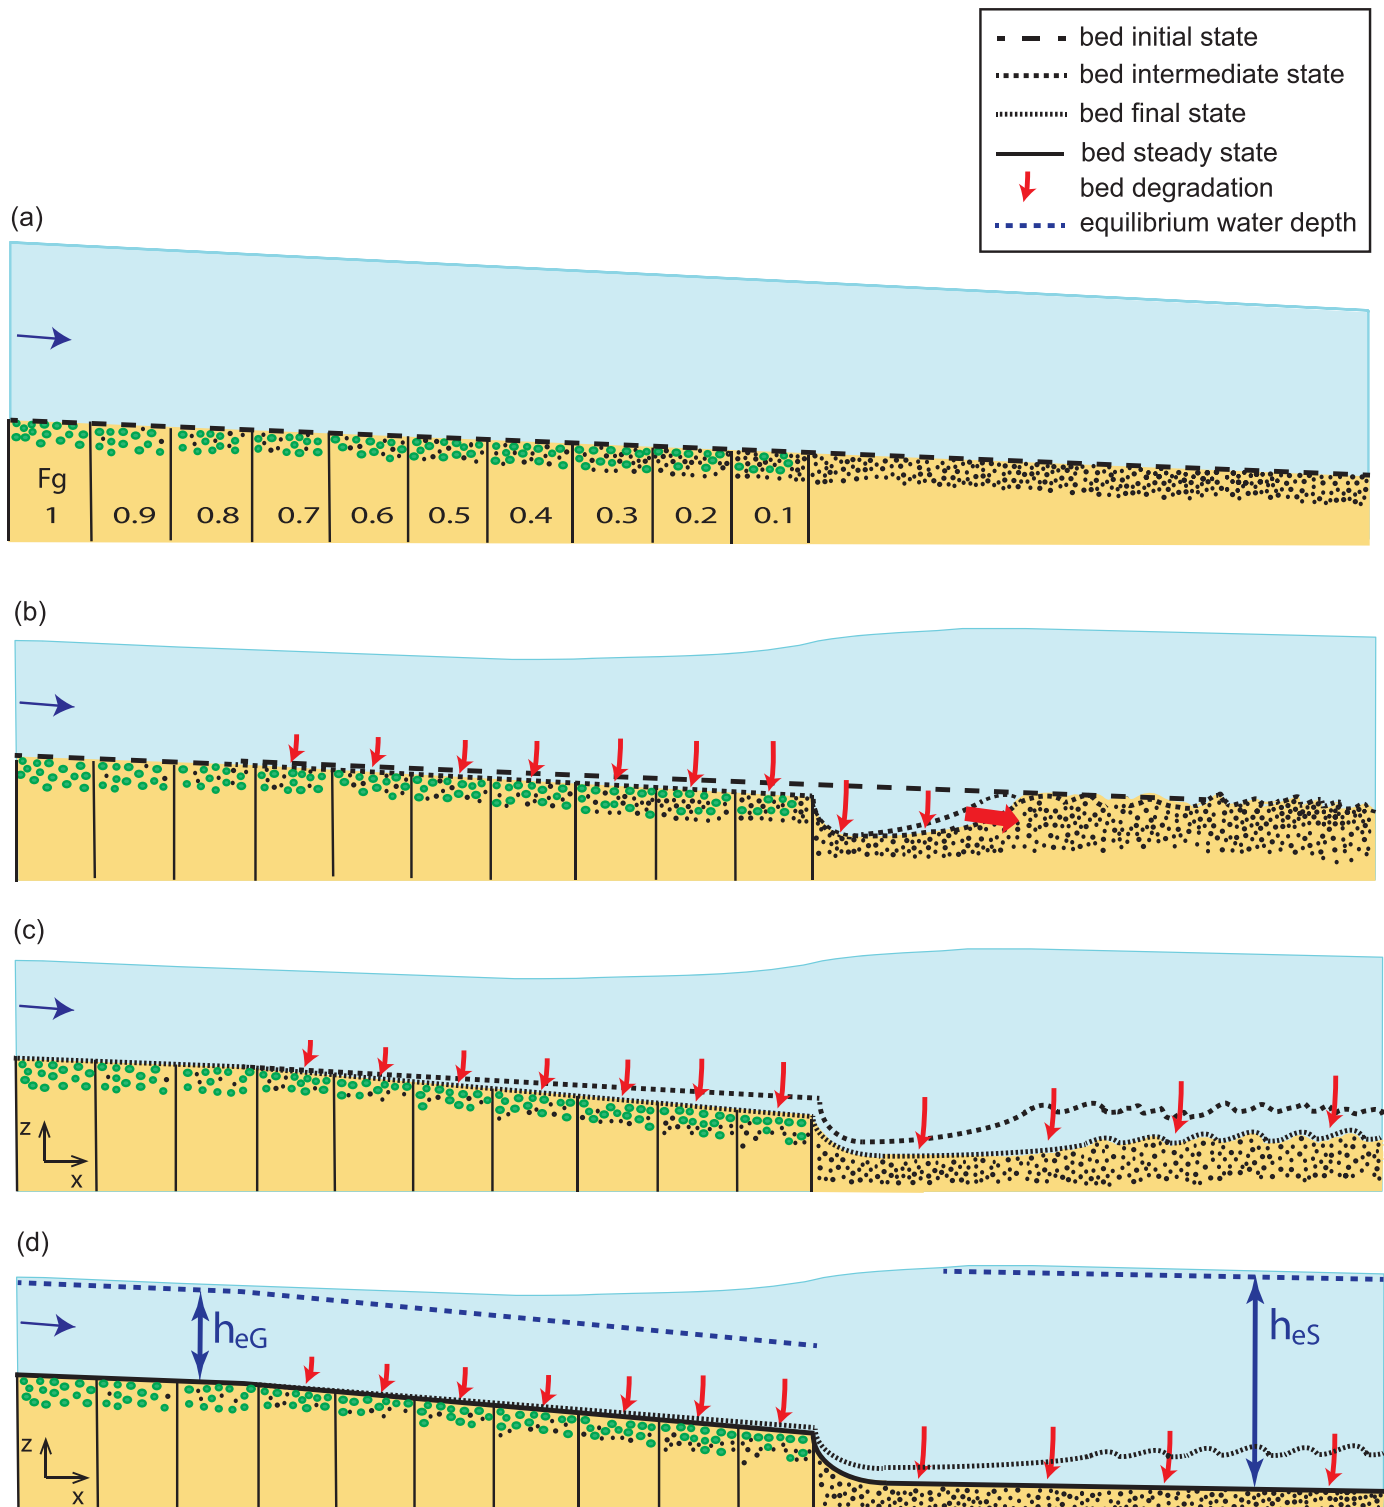 bed initial state
bed intermediate state
bed final state
bed steady state
bed degradation
equilibrium water depth
(a)
Fg
1 0.9 0.8 0.7 0.6 0.5 0.4 0.3 0.2 0.1
(b)
(c)
z
x
(d)
heG
heS
z
x